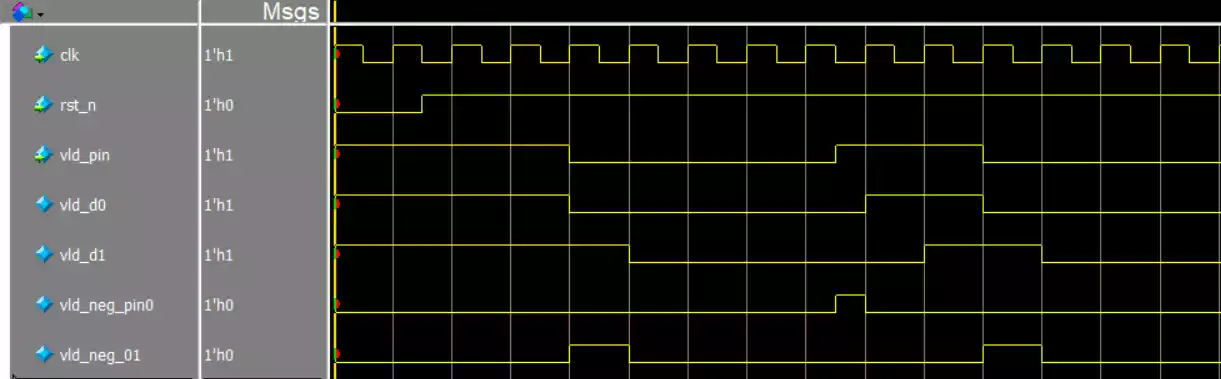 Msgs
clk 1'h1
rst_n 1'h0
vld_pin 1'h1
vld_d0 1'h1
vld_d1 1'h1
vld_neg_pin0 1'h0
vld_neg_01 1'h0